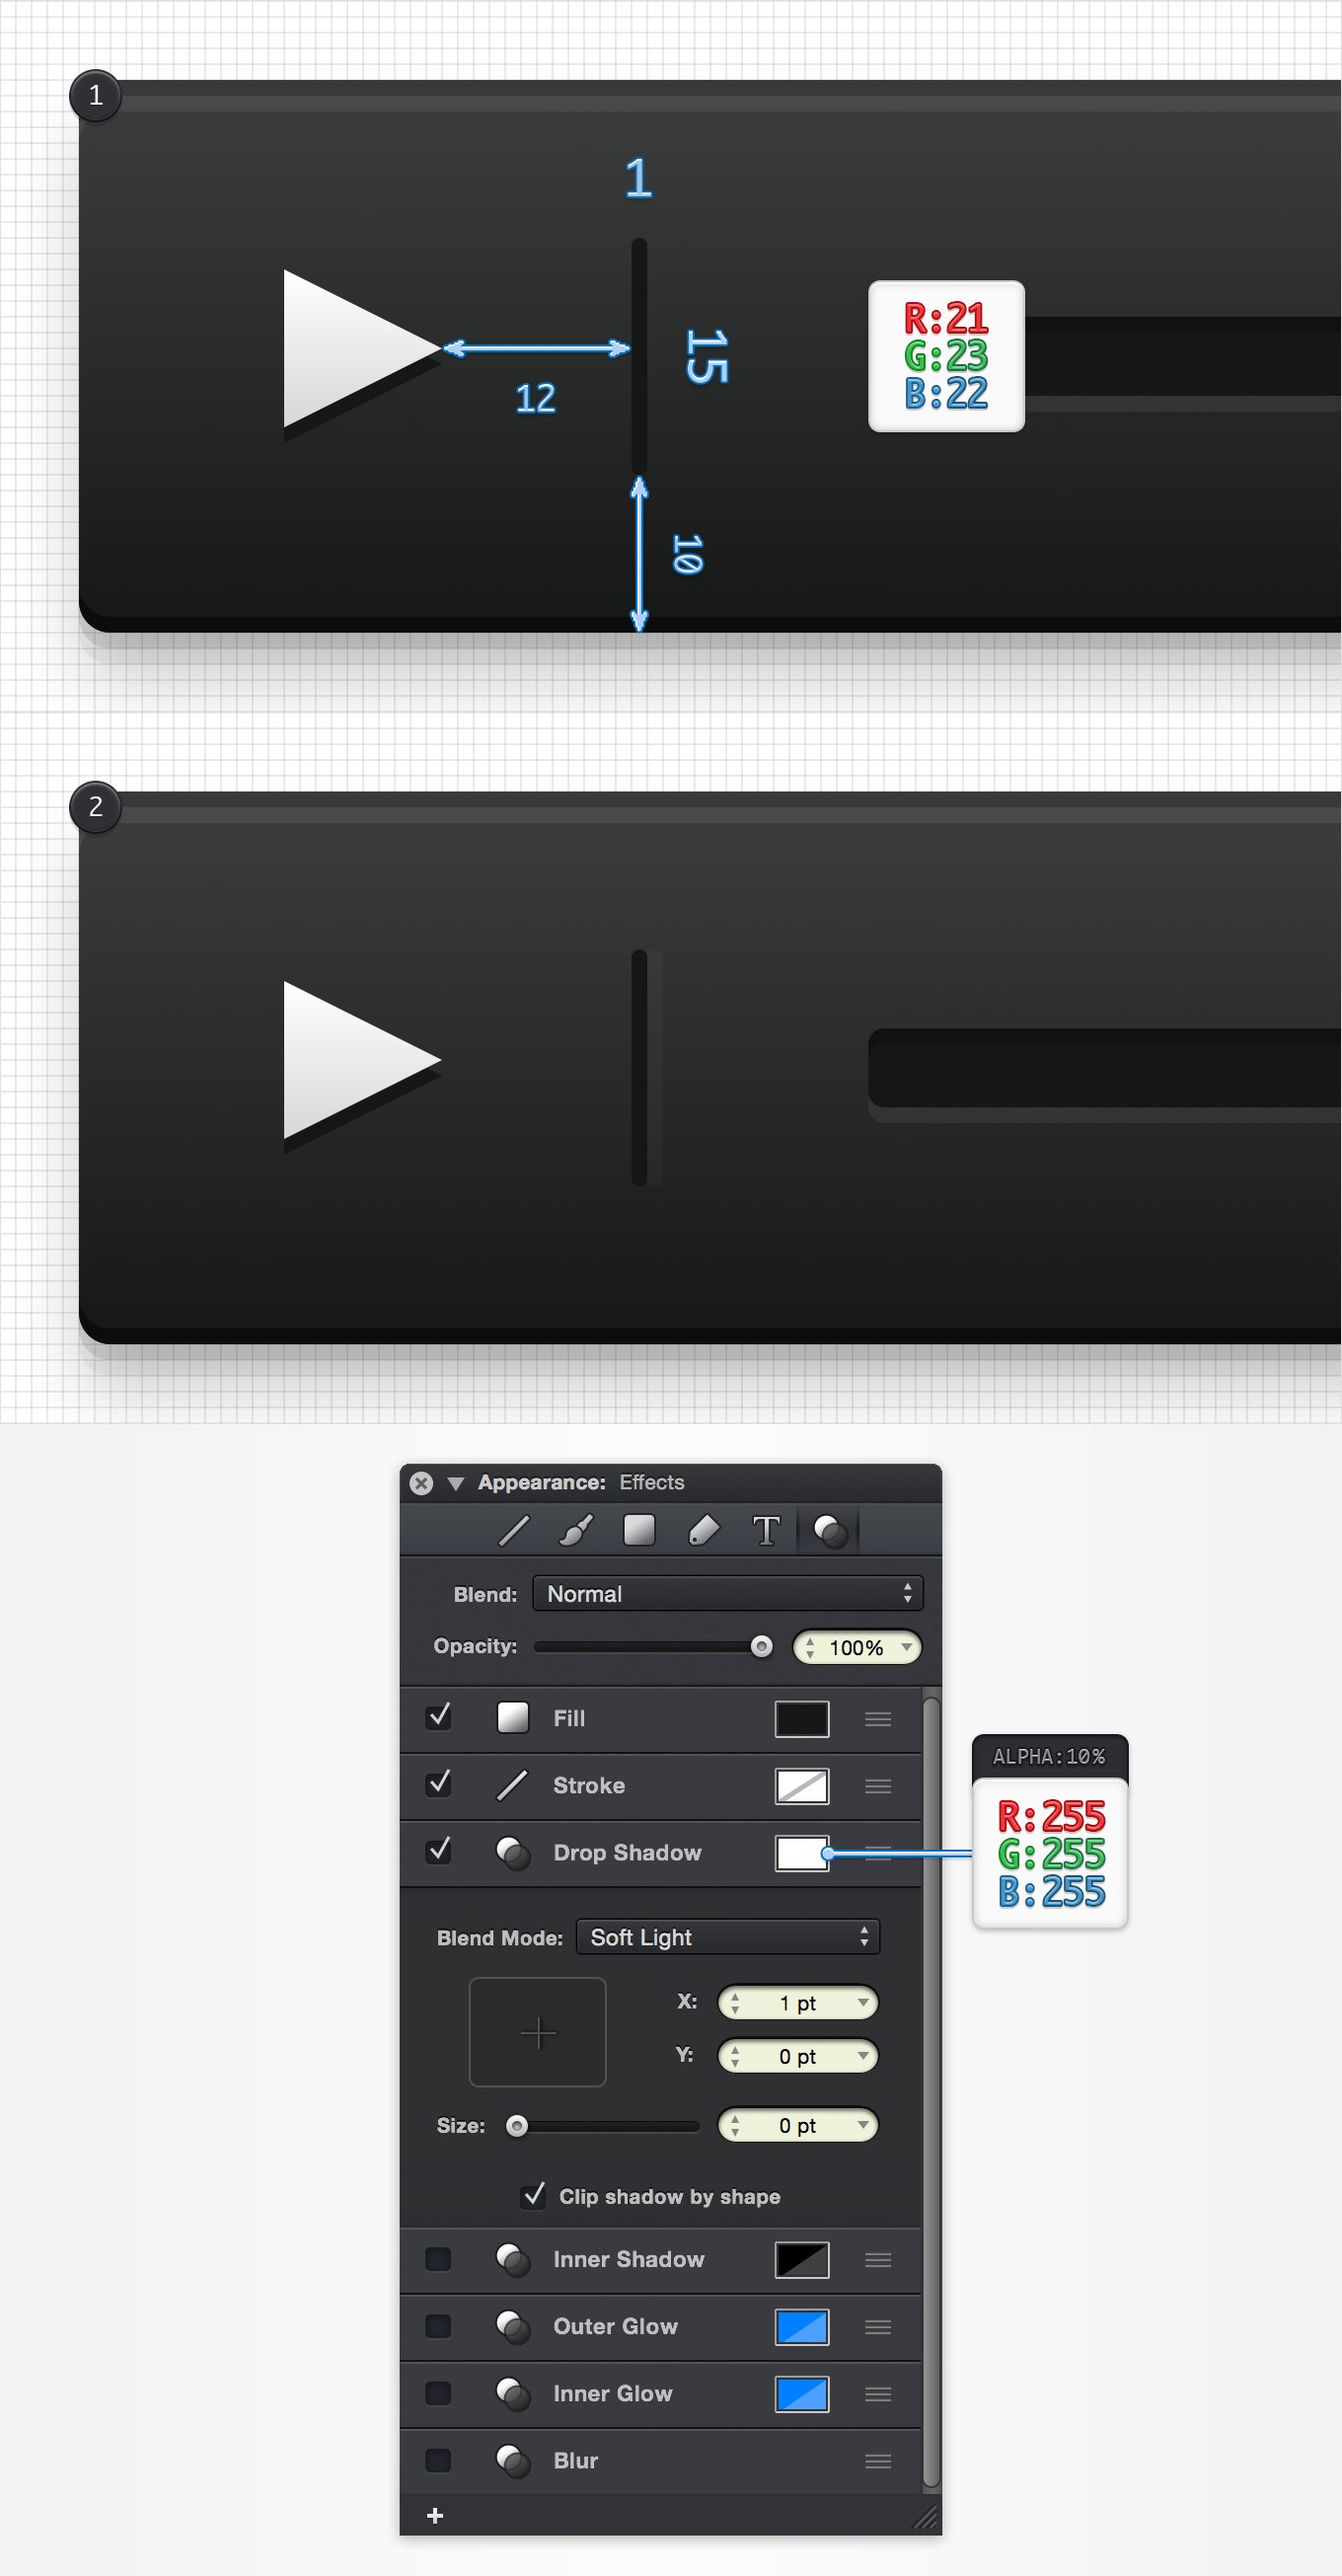 1
1
15
12
10
R:21
G:23
B:22
2
Appearance: Effects
T
Blend: Normal
Opacity: 100%
Fill
Stroke
Drop Shadow
ALPHA:10%
R:255
G:255
B:255
Blend Mode: Soft Light
X: 1 pt
Y: 0 pt
Size: 0 pt
Clip shadow by shape
Inner Shadow
Outer Glow
Inner Glow
Blur
+